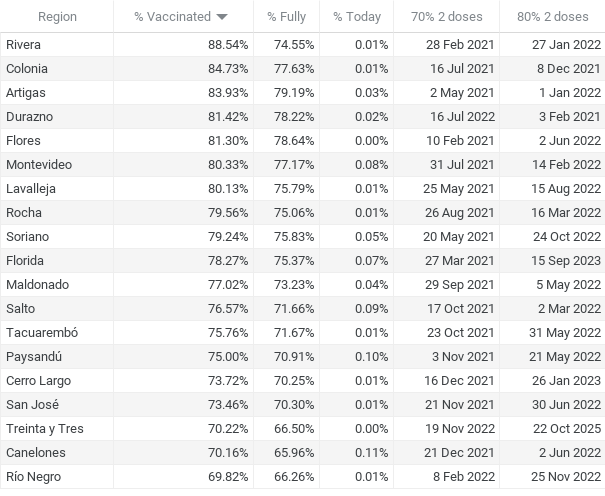 Region % Vaccinated % Fully % Today 70% 2 doses 80% 2 doses
Rivera 88.54% 74.55% 0.01% 28 Feb 2021 27 Jan 2022
Colonia 84.73% 77.63% 0.01% 16 Jul 2021 8 Dec 2021
Artigas 83.93% 79.19% 0.03% 2 May 2021 1 Jan 2022
Durazno 81.42% 78.22% 0.02% 16 Jul 2022 3 Feb 2021
Flores 81.30% 78.64% 0.00% 10 Feb 2021 2 Jun 2022
Montevideo 80.33% 77.17% 0.08% 31 Jul 2021 14 Feb 2022
Lavalleja 80.13% 75.79% 0.01% 25 May 2021 15 Aug 2022
Rocha 79.56% 75.06% 0.01% 26 Aug 2021 16 Mar 2022
Soriano 79.24% 75.83% 0.05% 20 May 2021 24 Oct 2022
Florida 78.27% 75.37% 0.07% 27 Mar 2021 15 Sep 2023
Maldonado 77.02% 73.23% 0.04% 29 Sep 2021 5 May 2022
Salto 76.57% 71.66% 0.09% 17 Oct 2021 2 Mar 2022
Tacuarembó 75.76% 71.67% 0.01% 23 Oct 2021 31 May 2022
Paysandú 75.00% 70.91% 0.10% 3 Nov 2021 21 May 2022
Cerro Largo 73.72% 70.25% 0.01% 16 Dec 2021 26 Jan 2023
San José 73.46% 70.30% 0.01% 21 Nov 2021 30 Jun 2022
Treinta y Tres 70.22% 66.50% 0.00% 19 Nov 2022 22 Oct 2025
Canelones 70.16% 65.96% 0.11% 21 Dec 2021 2 Jun 2022
Río Negro 69.82% 66.26% 0.01% 8 Feb 2022 25 Nov 2022